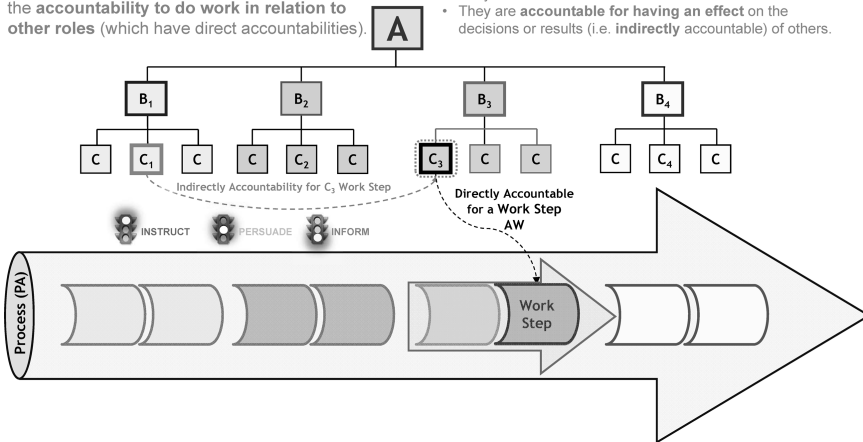 the accountability to do work in relation to
other roles (which have direct accountabilities).
• They are accountable for having an effect on the
decisions or results (i.e. indirectly accountable) of others.
A
B1 B2 B3 B4
C C1 C C C2 C C3 C C C C4 C
Indirectly Accountability for C3 Work Step
Directly Accountable
for a Work Step
AW
INSTRUCT PERSUADE INFORM
Process (PA)
Work
Step